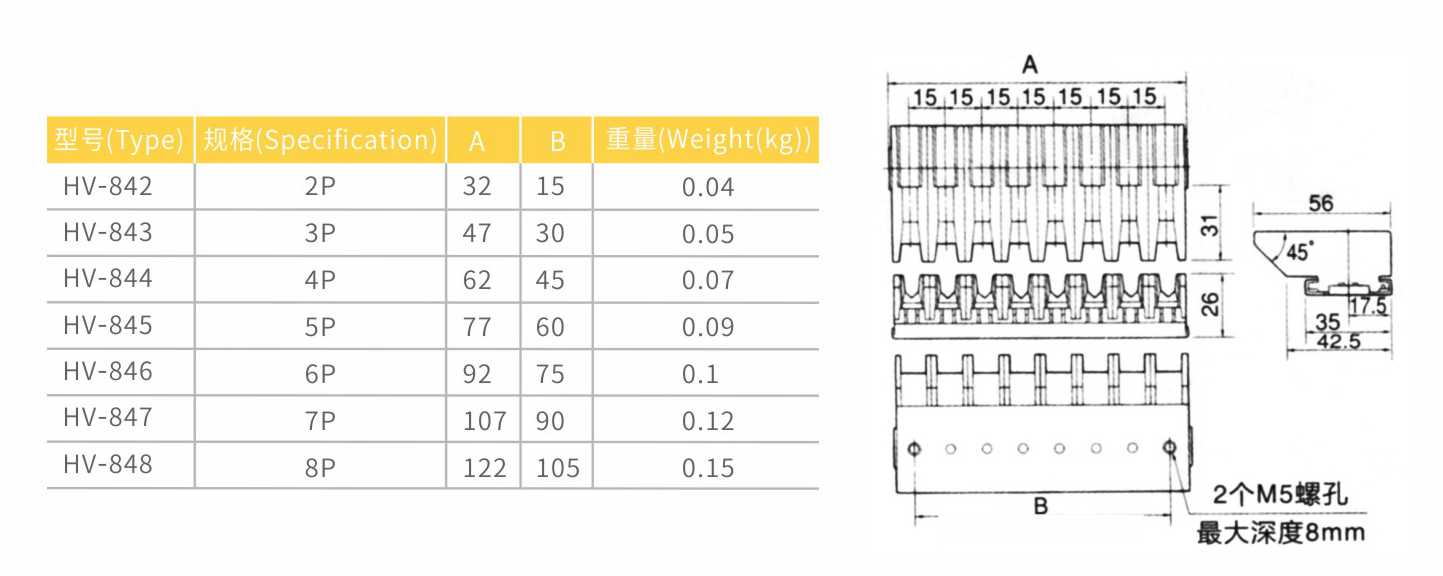 型号(Type) 规格(Specification) A B 重量(Weight(kg))
HV-842 2P 32 15 0.04
HV-843 3P 47 30 0.05
HV-844 4P 62 45 0.07
HV-845 5P 77 60 0.09
HV-846 6P 92 75 0.1
HV-847 7P 107 90 0.12
HV-848 8P 122 105 0.15
A
15 15 15 15 15 15 15
31
26
56
45°
17.5
35
42.5
B
2个M5螺孔
最大深度8mm